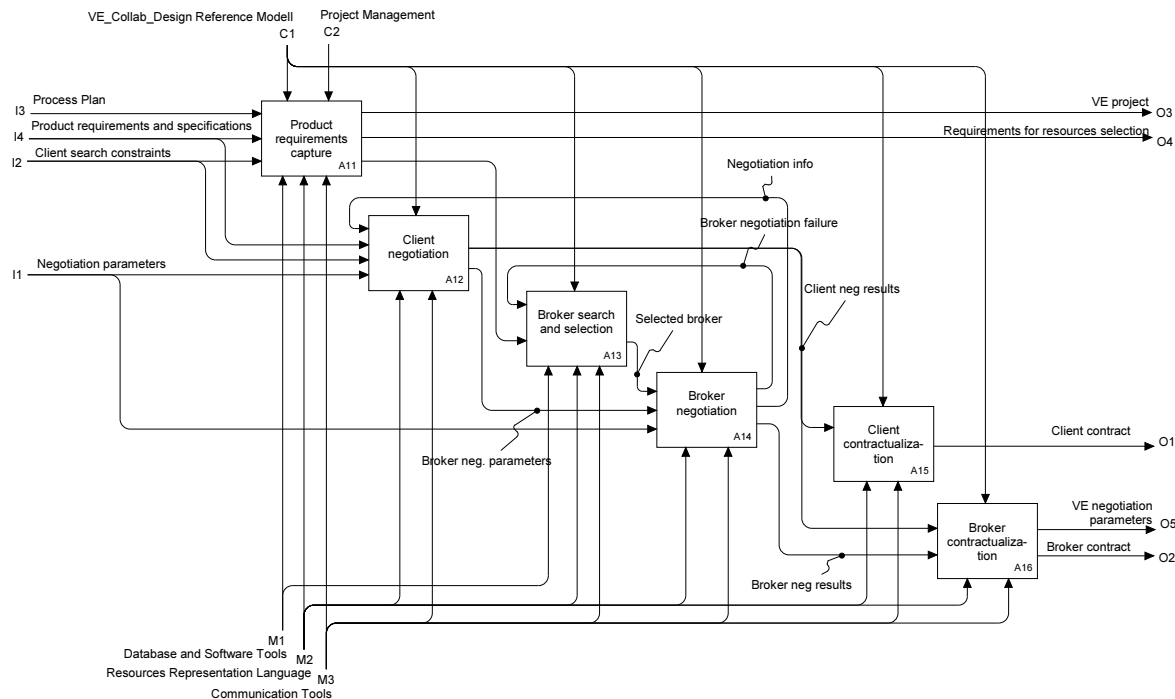 VE_Collab_Design Reference Modell
C1
Project Management
C2
I3
Process Plan
I4
Product requirements and specifications
I2
Client search constraints
Product
requirements
capture
A11
VE project
O3
Requirements for resources selection
O4
Negotiation info
Broker negotiation failure
I1
Negotiation parameters
Client
negotiation
A12
Client neg results
Broker search
and selection
A13
Selected broker
Broker
negotiation
A14
Broker neg. parameters
Client
contractualiza-
tion
A15
Client contract
O1
Broker
contractualiza-
tion
A16
VE negotiation
parameters
O5
Broker contract
O2
Broker neg results
M1
Database and Software Tools
M2
Resources Representation Language
M3
Communication Tools